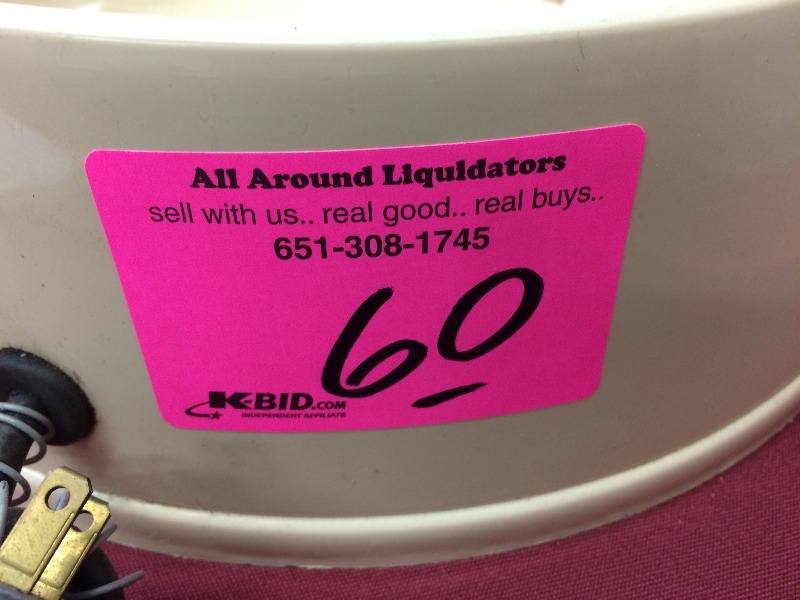 All Around Liquidators
sell with us.. real good.. real buys..
651-308-1745
60
K-BID.COM
INDEPENDENT AFFILIATE